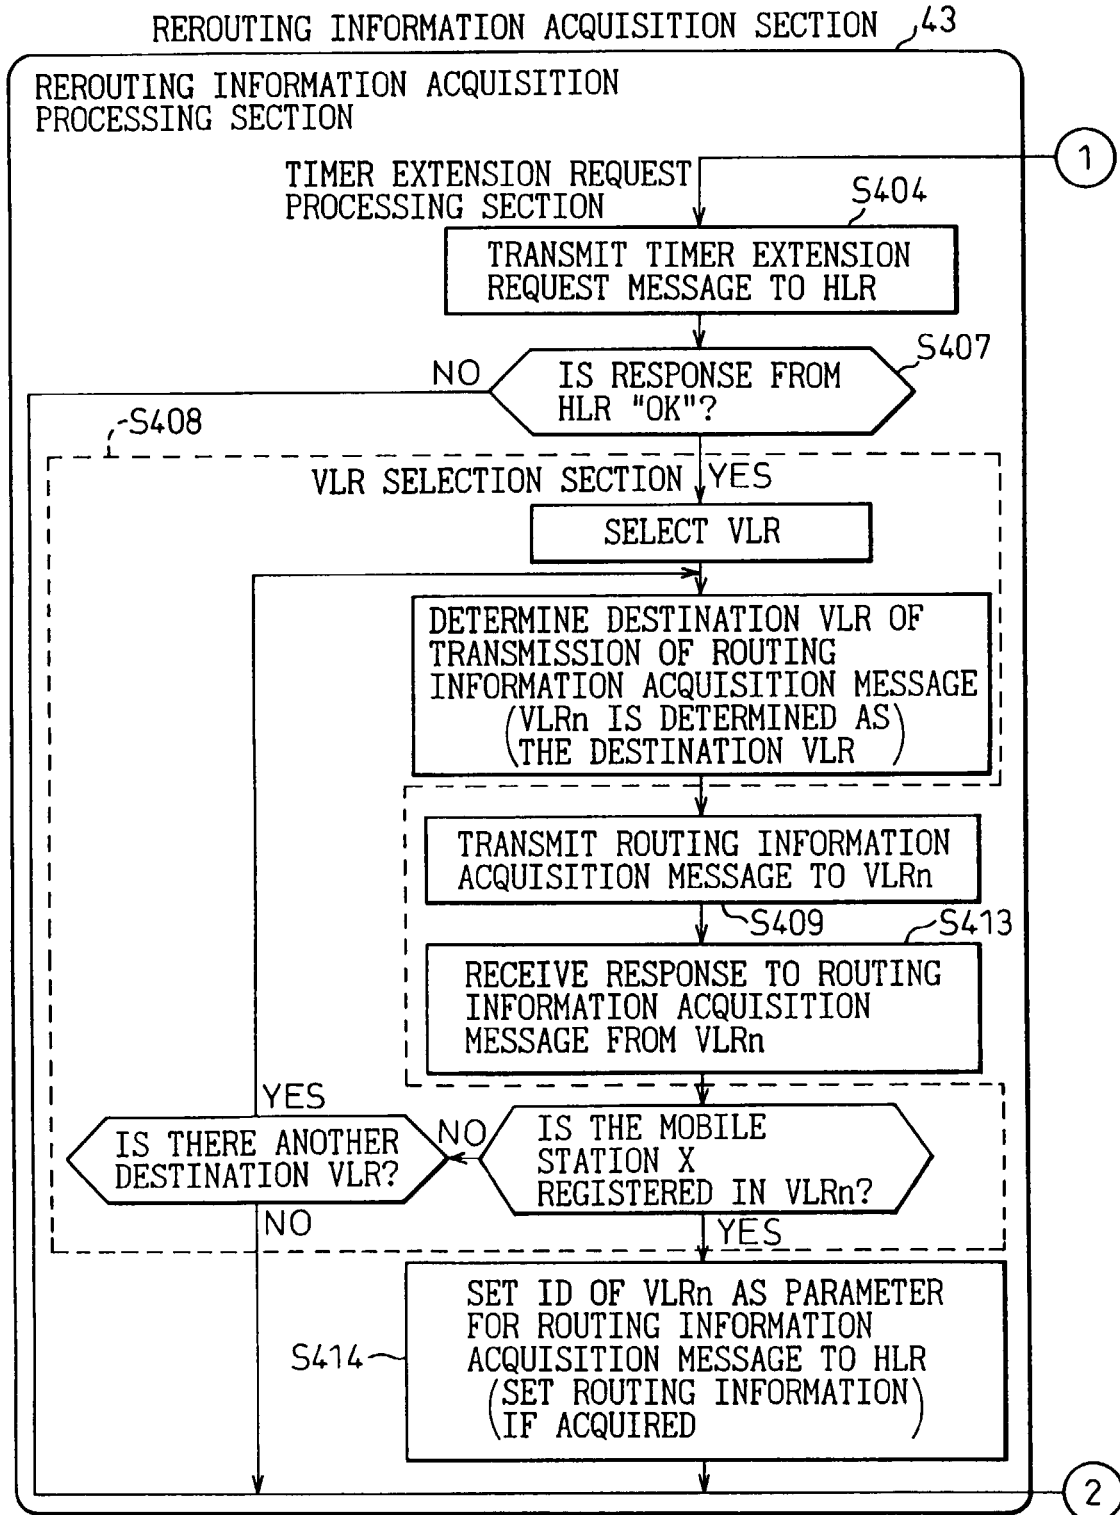 REROUTING INFORMATION ACQUISITION SECTION 43
REROUTING INFORMATION ACQUISITION
PROCESSING SECTION
1
TIMER EXTENSION REQUEST
PROCESSING SECTION
S404
TRANSMIT TIMER EXTENSION
REQUEST MESSAGE TO HLR
S407
NO
IS RESPONSE FROM
HLR "OK"?
S408
VLR SELECTION SECTION
YES
SELECT VLR
DETERMINE DESTINATION VLR OF
TRANSMISSION OF ROUTING
INFORMATION ACQUISITION MESSAGE
(VLRn IS DETERMINED AS
THE DESTINATION VLR)
TRANSMIT ROUTING INFORMATION
ACQUISITION MESSAGE TO VLRn
S409
S413
RECEIVE RESPONSE TO ROUTING
INFORMATION ACQUISITION
MESSAGE FROM VLRn
YES
IS THERE ANOTHER
DESTINATION VLR?
NO
IS THE MOBILE
STATION X
REGISTERED IN VLRn?
NO
YES
SET ID OF VLRn AS PARAMETER
FOR ROUTING INFORMATION
ACQUISITION MESSAGE TO HLR
(SET ROUTING INFORMATION
IF ACQUIRED)
S414
2